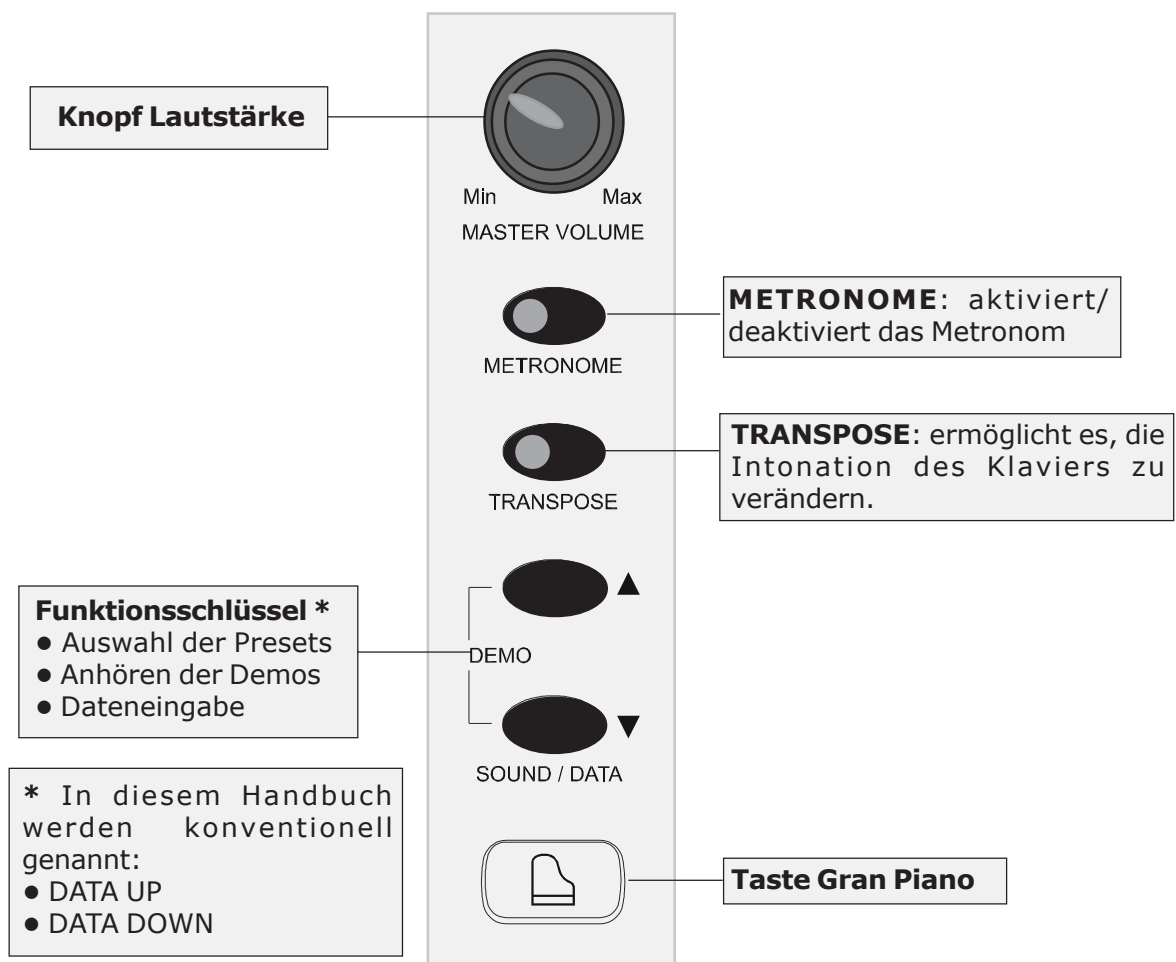 Knopf Lautstärke
Min Max
MASTER VOLUME
METRONOME
METRONOME: aktiviert/
deaktiviert das Metronom
TRANSPOSE
TRANSPOSE: ermöglicht es, die
Intonation des Klaviers zu
verändern.
Funktionsschlüssel *
● Auswahl der Presets
● Anhören der Demos
● Dateneingabe
▲
DEMO
▼
SOUND / DATA
* In diesem Handbuch
werden konventionell
genannt:
● DATA UP
● DATA DOWN
Taste Gran Piano